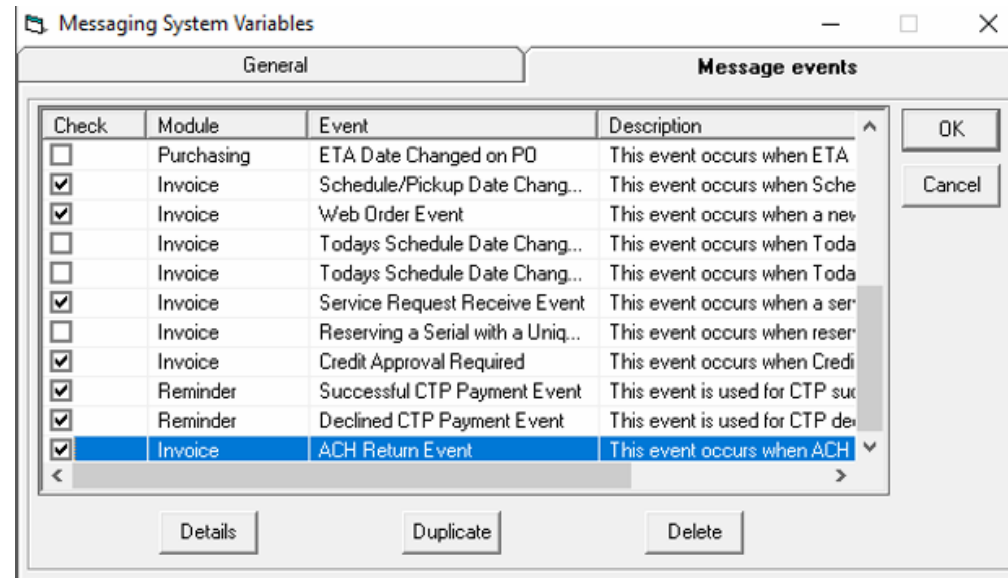 Messaging System Variables
General Message events
Check Module Event Description OK
Purchasing ETA Date Changed on PO This event occurs when ETA
Invoice Schedule/Pickup Date Chang... This event occurs when Sche Cancel
Invoice Web Order Event This event occurs when a new
Invoice Todays Schedule Date Chang... This event occurs when Toda
Invoice Todays Schedule Date Chang... This event occurs when Toda
Invoice Service Request Receive Event This event occurs when a ser
Invoice Reserving a Serial with a Uniq... This event occurs when reser
Invoice Credit Approval Required This event occurs when Credi
Reminder Successful CTP Payment Event This event is used for CTP suc
Reminder Declined CTP Payment Event This event is used for CTP de
Invoice ACH Return Event This event occurs when ACH
Details Duplicate Delete